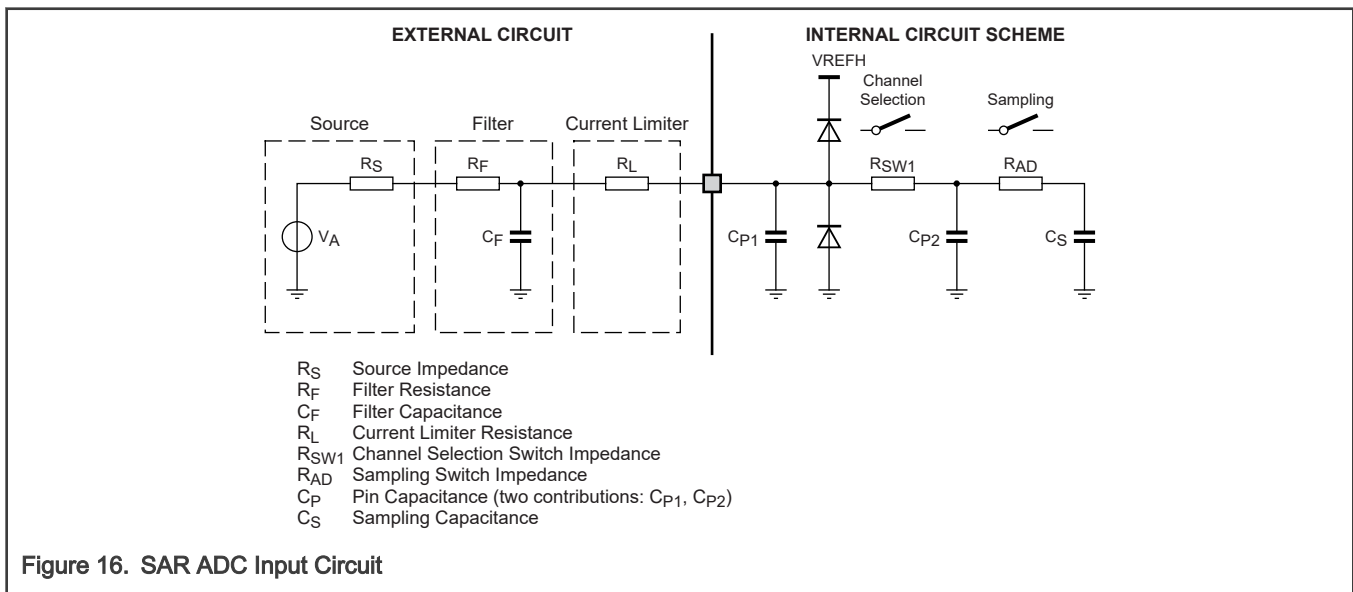 EXTERNAL CIRCUIT
INTERNAL CIRCUIT SCHEME
VREFH
Channel
Selection
Sampling
Source
Filter
Current Limiter
RS
RF
RL
RSW1
RAD
VA
CF
CP1
CP2
CS
RS Source Impedance
RF Filter Resistance
CF Filter Capacitance
RL Current Limiter Resistance
RSW1 Channel Selection Switch Impedance
RAD Sampling Switch Impedance
CP Pin Capacitance (two contributions: CP1, CP2)
CS Sampling Capacitance
Figure 16. SAR ADC Input Circuit